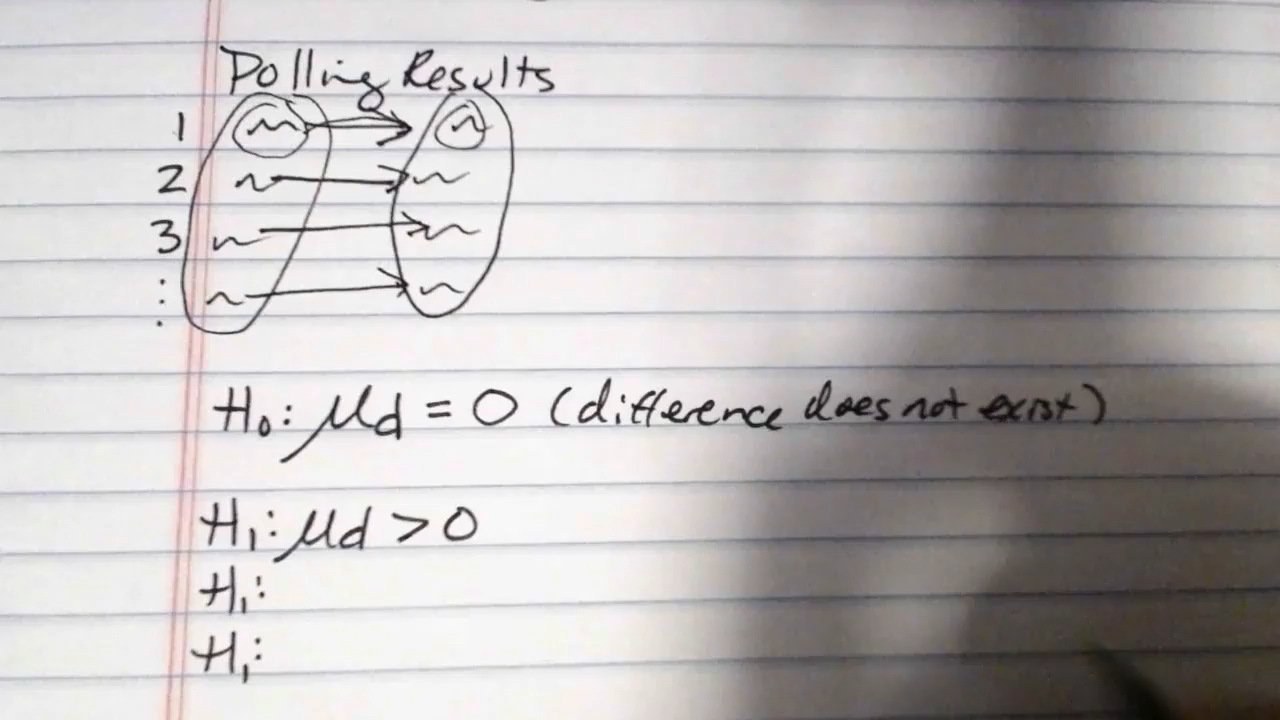 Polling Results
1
2
3
:
.
H₀: μd = 0 (difference does not exist)
H₁: μd > 0
H₁:
H₁: